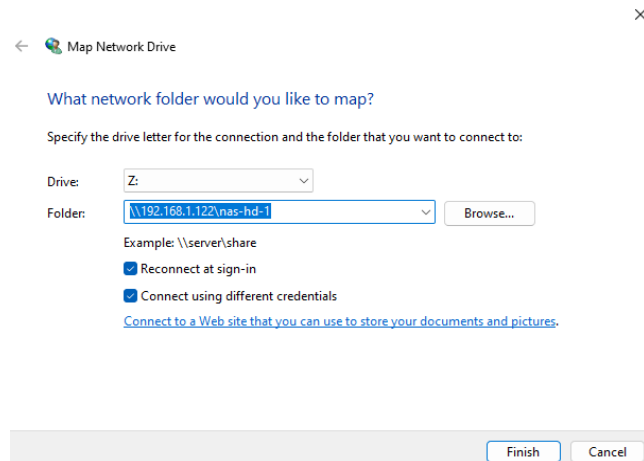 Map Network Drive
What network folder would you like to map?
Specify the drive letter for the connection and the folder that you want to connect to:
Drive: Z:
Folder: \\192.168.1.122\nas-hd-1 Browse...
Example: \\server\share
Reconnect at sign-in
Connect using different credentials
Connect to a Web site that you can use to store your documents and pictures.
Finish Cancel